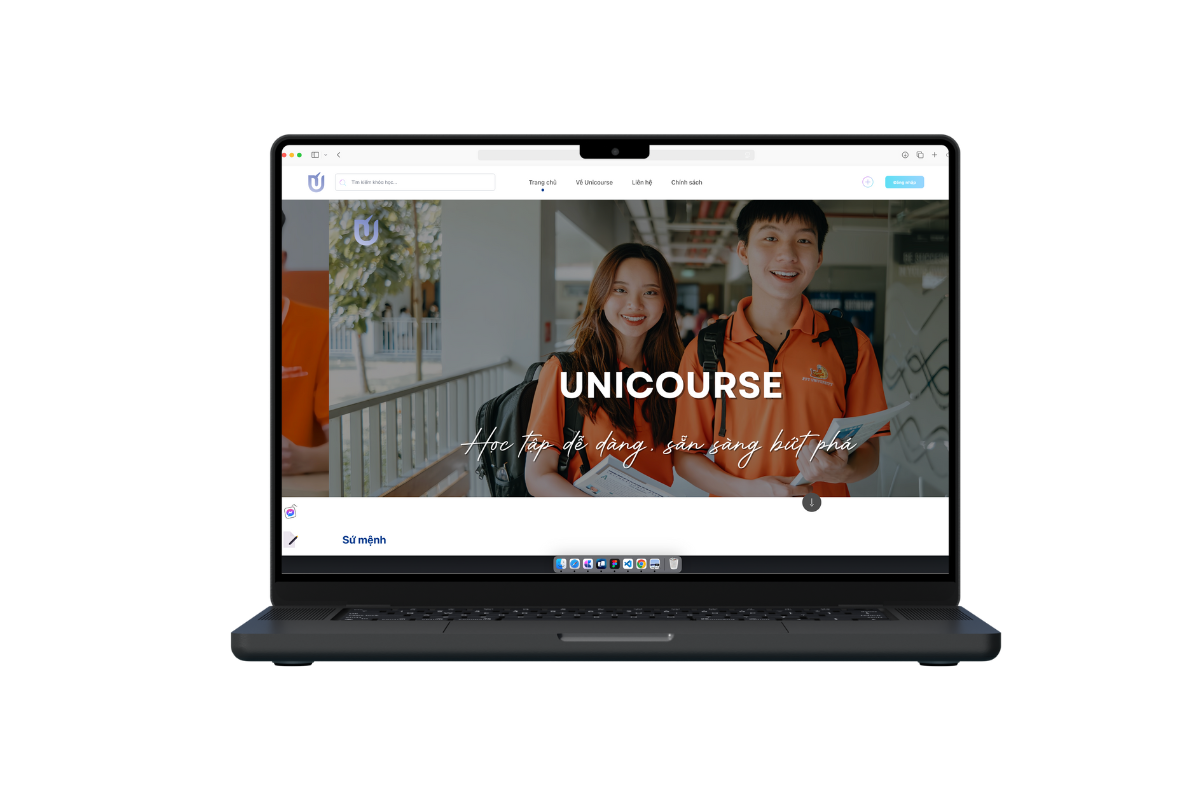 Tìm kiếm khóa học...
Trang chủ
Về Unicourse
Liên hệ
Chính sách
Đăng nhập
UNICOURSE
Học tập dễ dàng, sẵn sàng bứt phá
Sứ mệnh